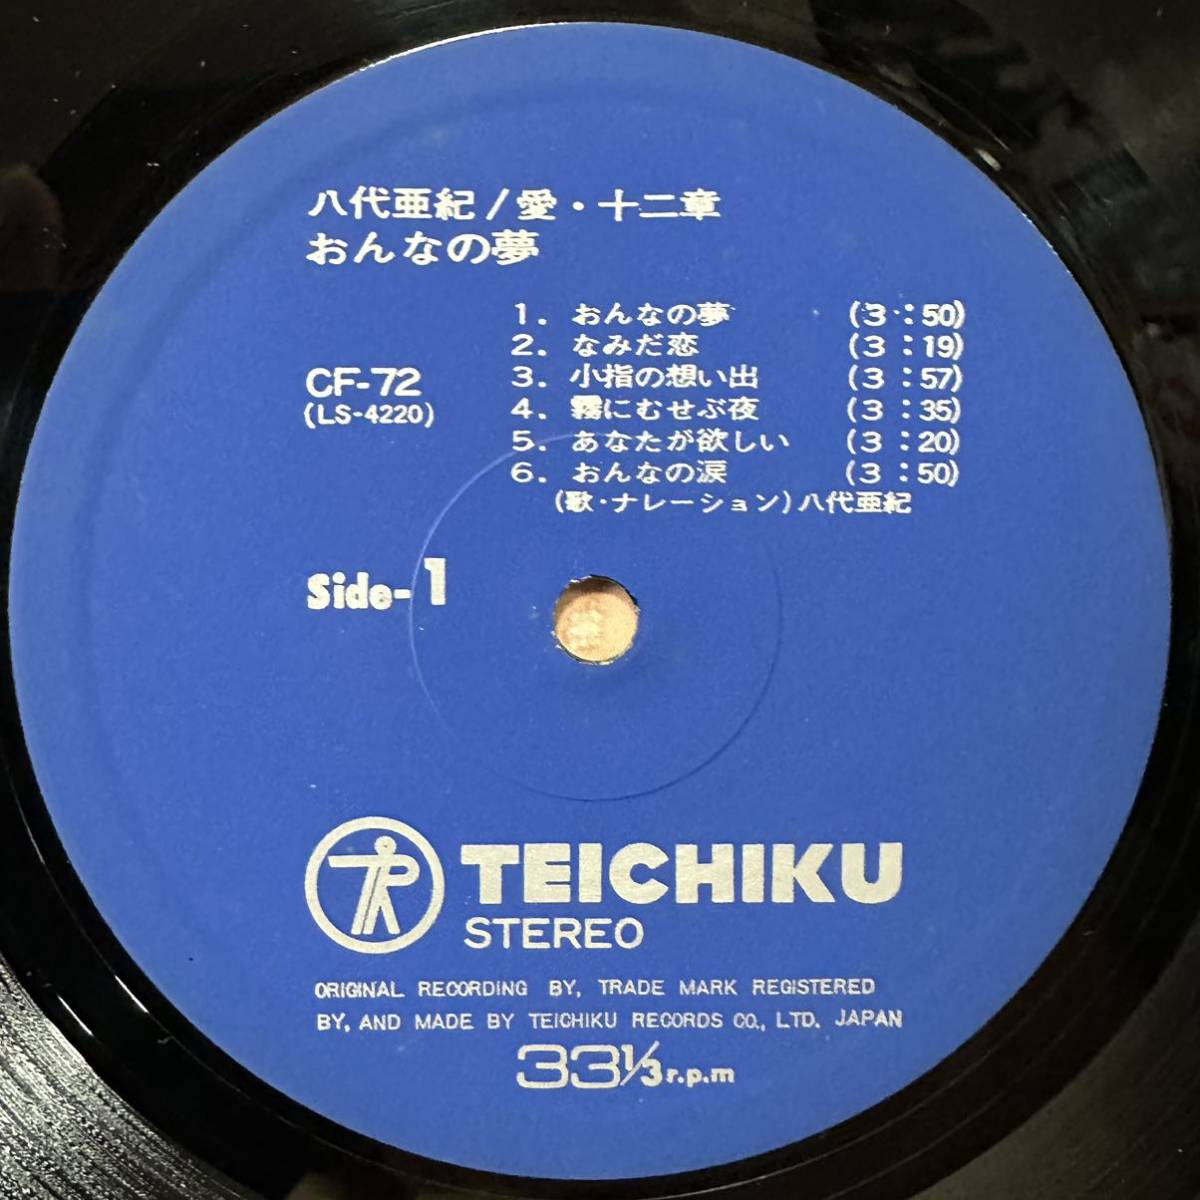 八代亜紀/愛・十二章
おんなの夢
1. おんなの夢 (3:50)
2. なみだ恋 (3:19)
CF-72
3. 小指の想い出 (3:57)
(LS-4220)
4. 霧にむせぶ夜 (3:35)
5. あなたが欲しい (3:20)
6. おんなの涙 (3:50)
(歌・ナレーション)八代亜紀
Side-1
TEICHIKU
STEREO
ORIGINAL RECORDING BY, TRADE MARK REGISTERED
BY, AND MADE BY TEICHIKU RECORDS CO., LTD. JAPAN
33⅓ r.p.m